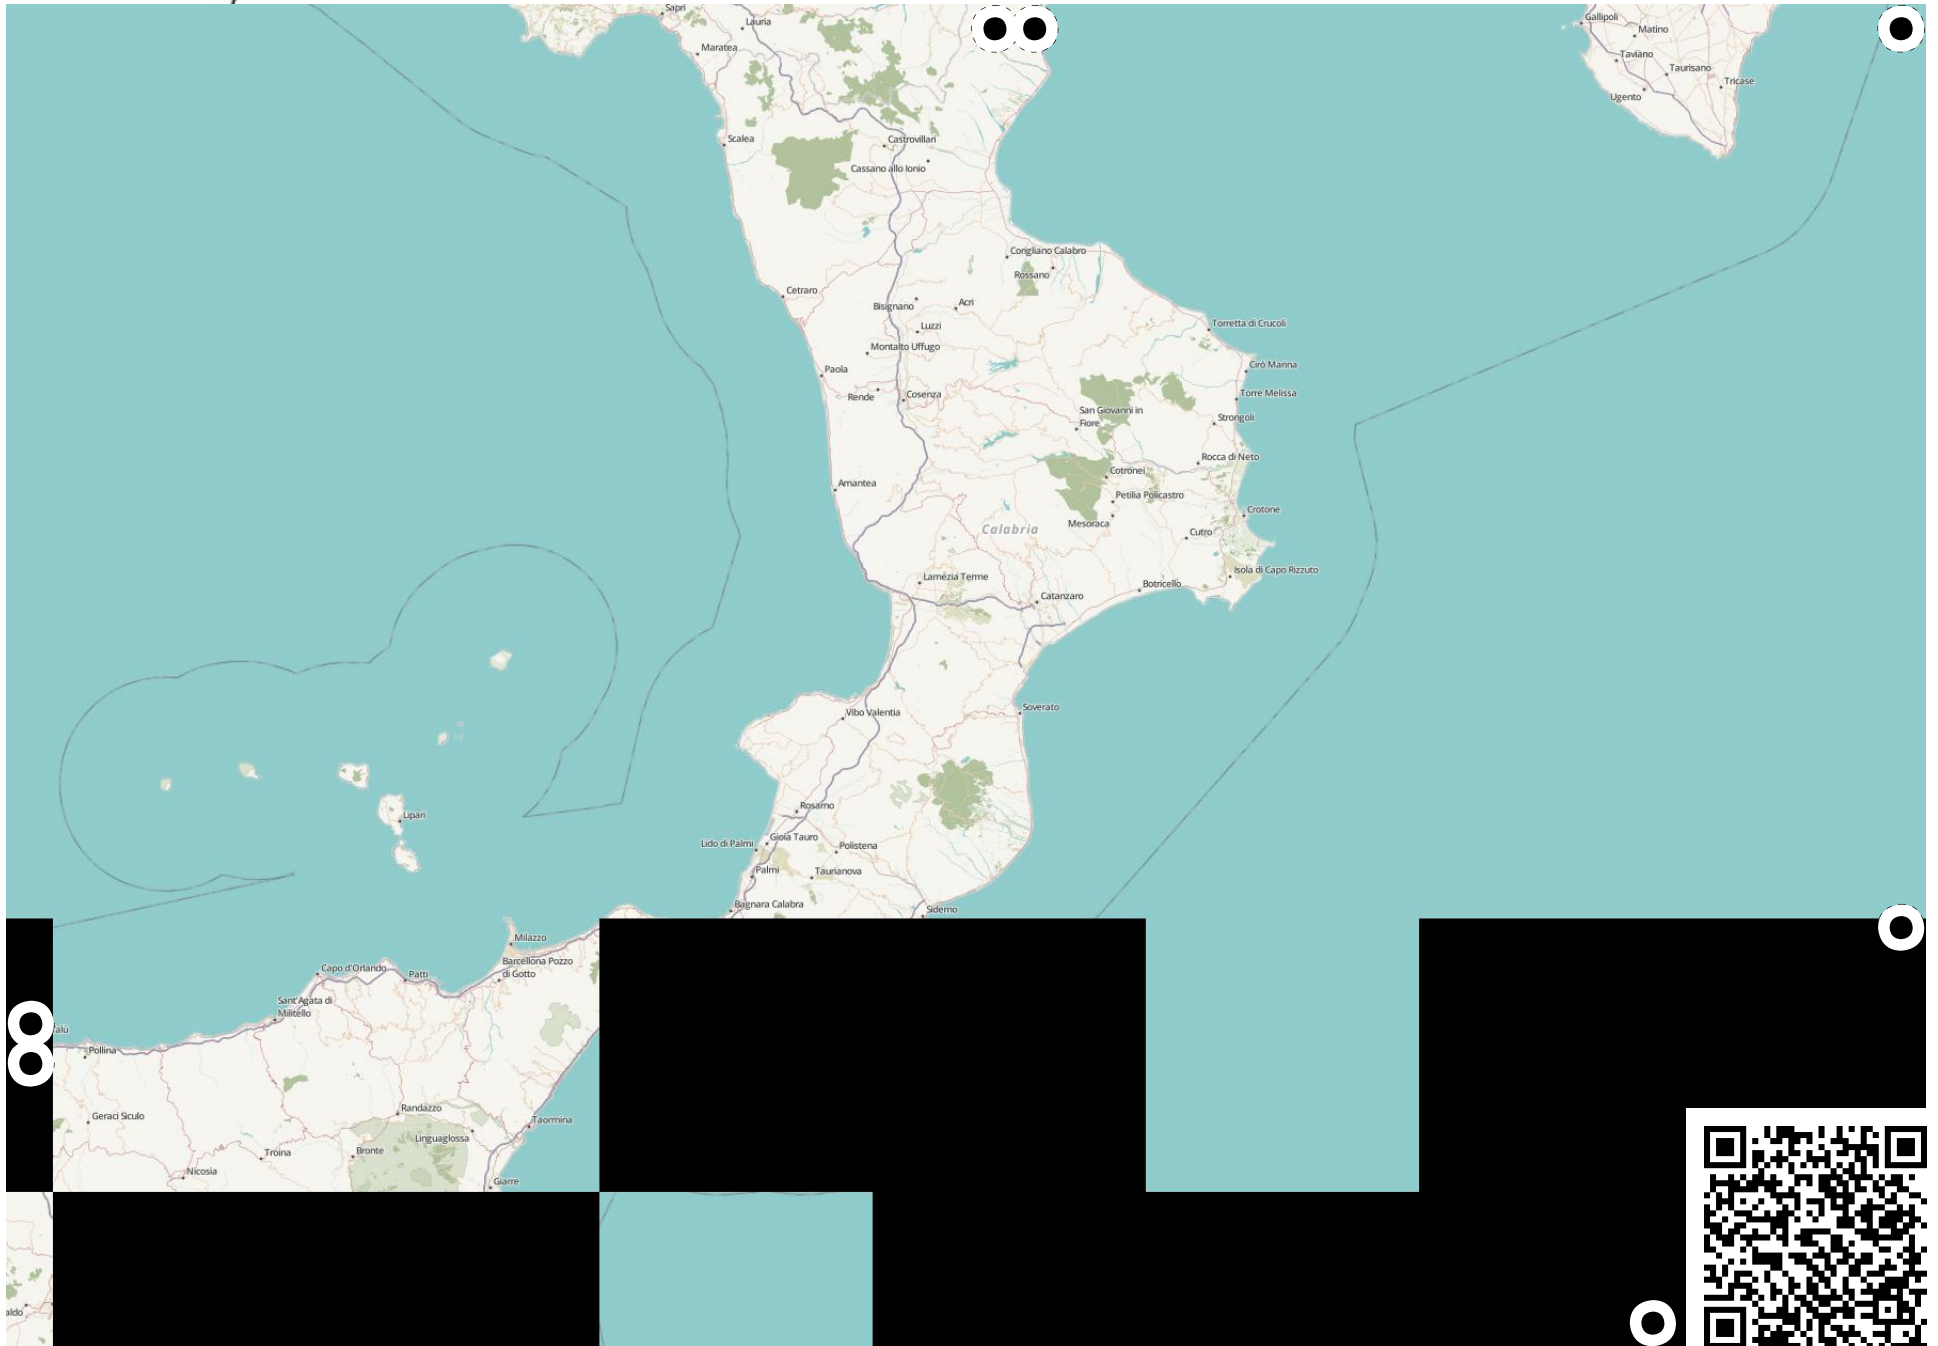 Sapri
Lauria
Maratea
Gallipoli
Matino
Taviano
Taurisano
Tricase
Ugento
Scalea
Castrovillari
Cassano allo Ionio
Corigliano Calabro
Rossano
Cetraro
Bisignano
Acri
Luzzi
Montalto Uffugo
Torretta di Crucoli
Cirò Marina
Paola
Rende
Cosenza
Torre Melissa
San Giovanni in
Fiore
Strongoli
Rocca di Neto
Cotronei
Amantea
Petilia Policastro
Mesoraca
Calabria
Crotone
Cutro
Isola di Capo Rizzuto
Lamezia Terme
Botricello
Catanzaro
Soverato
Vibo Valentia
Rosarno
Lipari
Gioia Tauro
Lido di Palmi
Polistena
Palmi
Taurianova
Bagnara Calabra
Siderno
Milazzo
Barcellona Pozzo
di Gotto
Capo d'Orlando
Patti
Sant'Agata di
Militello
alù
Pollina
Geraci Siculo
Randazzo
Taormina
Linguaglossa
Troina
Bronte
Nicosia
Giarre
aldo